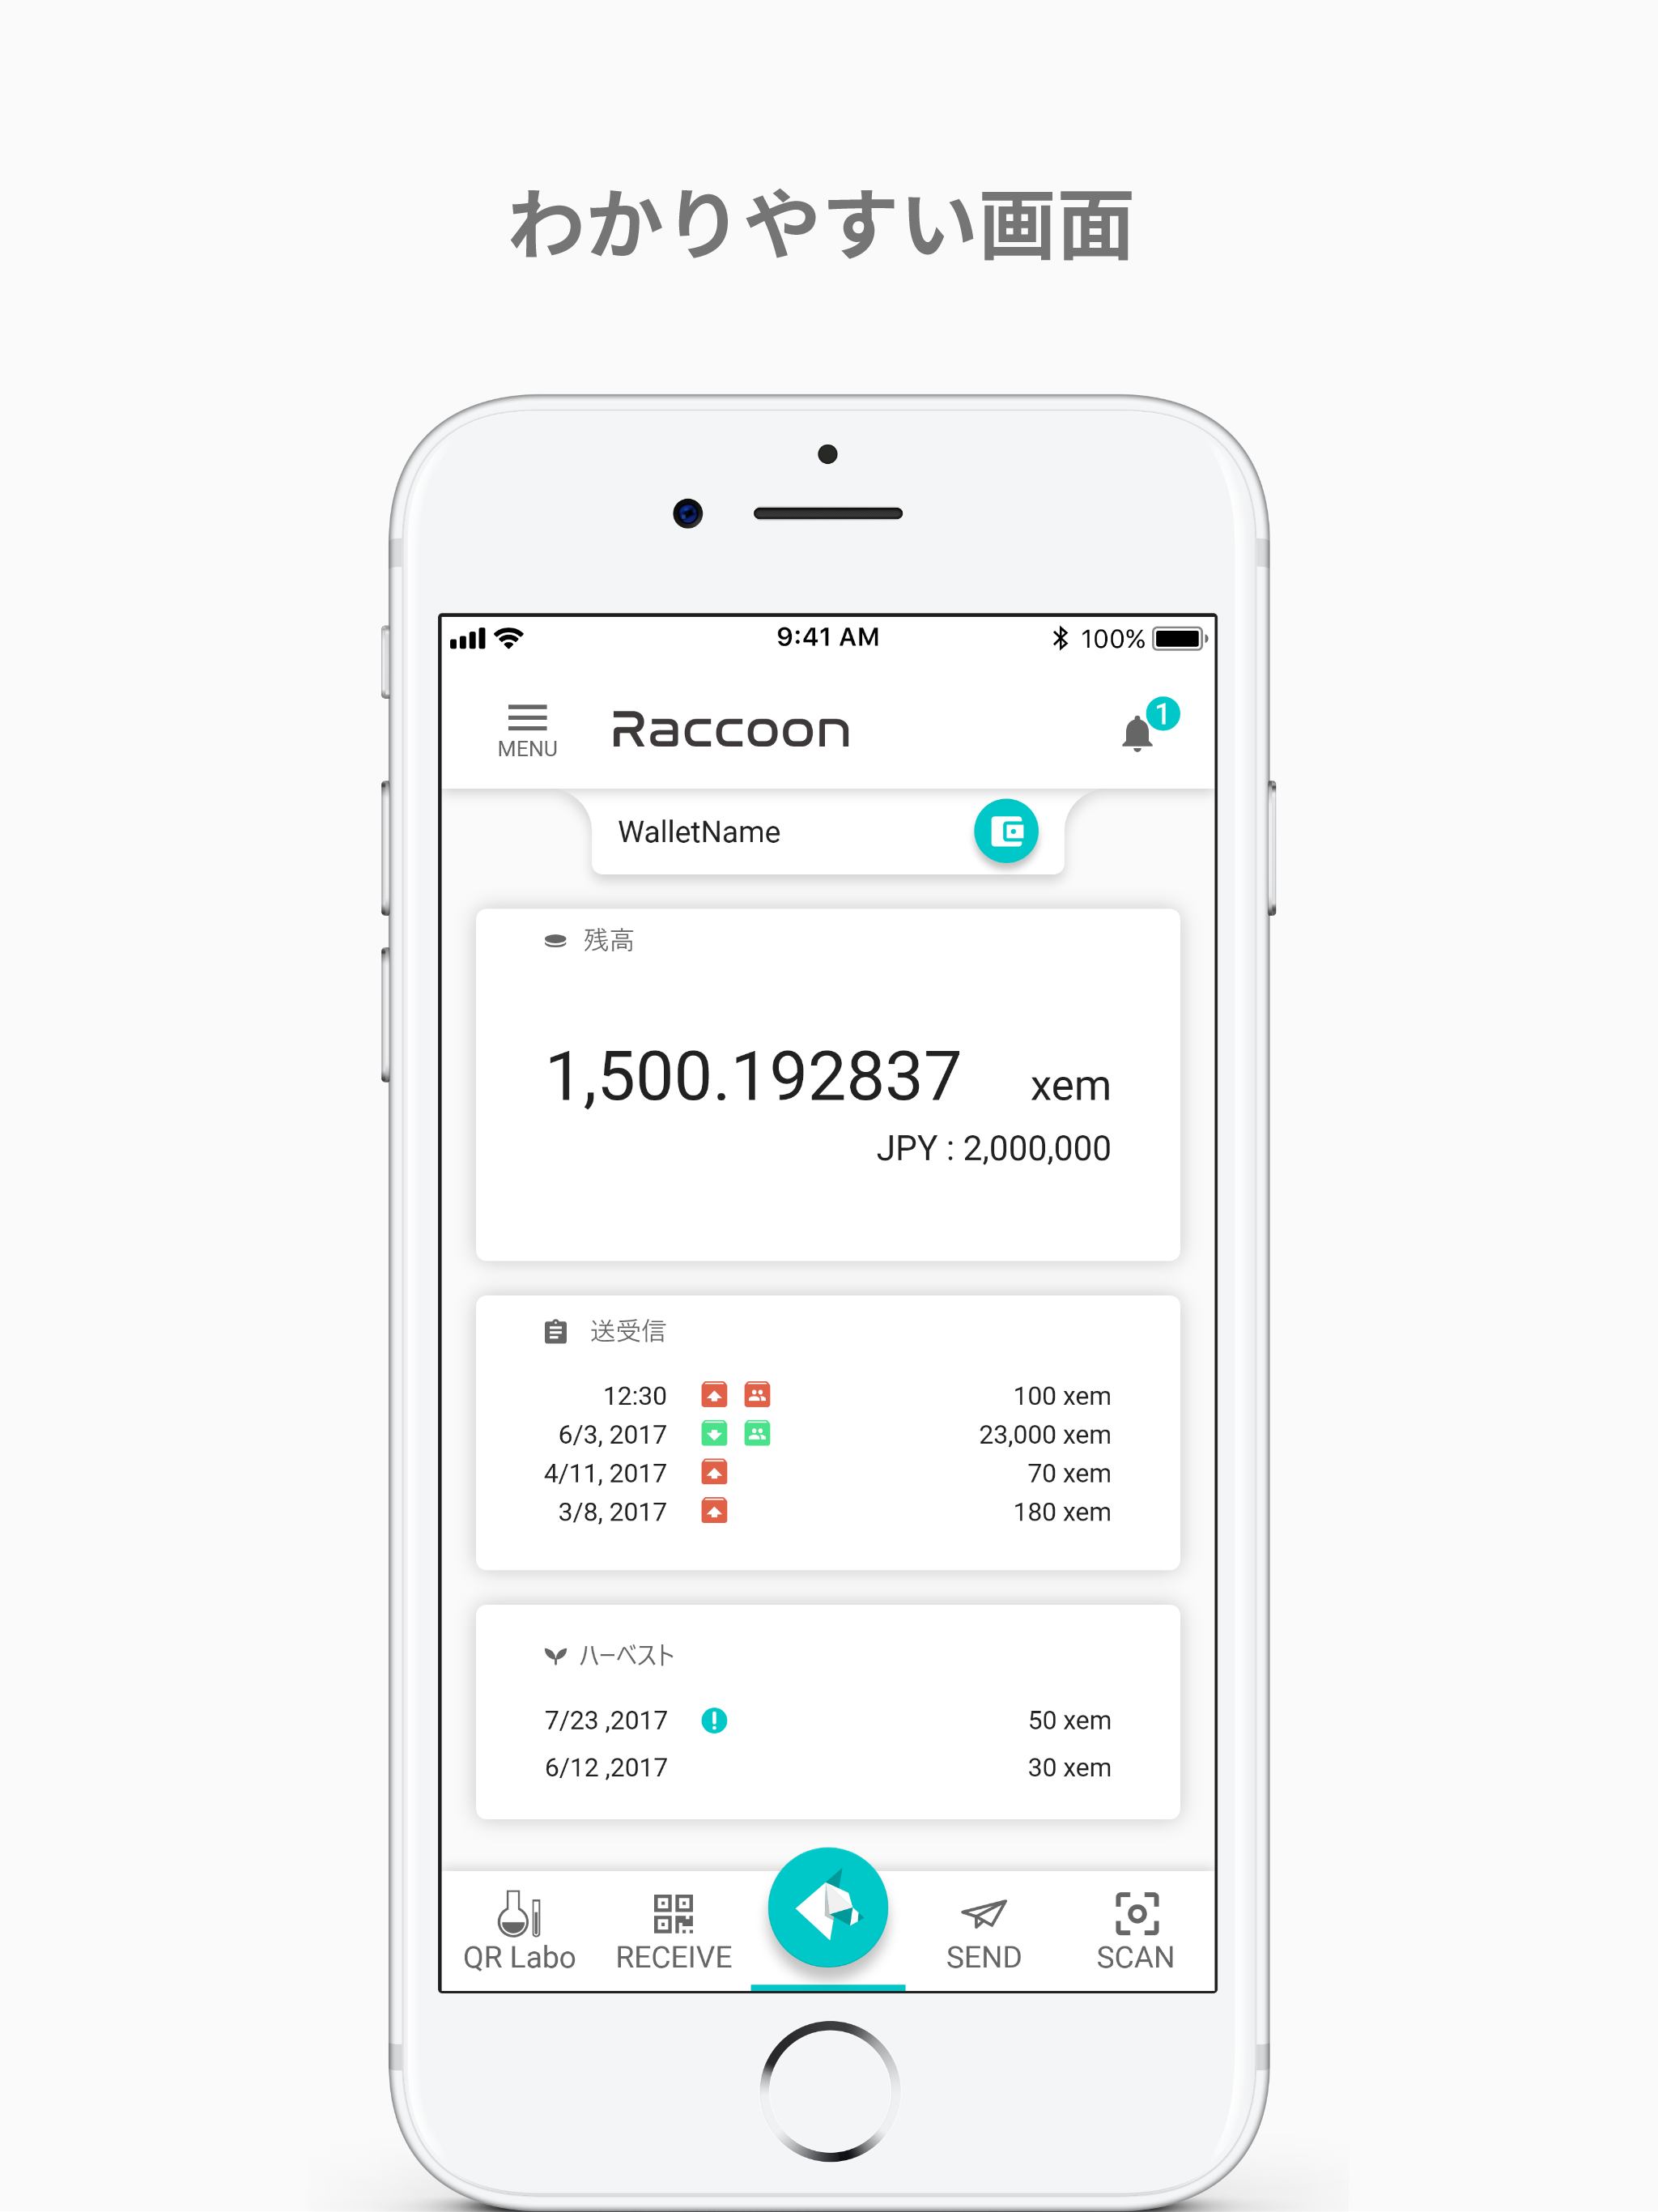 わかりやすい画面
9:41 AM
100%
MENU
Raccoon
1
WalletName
残高
1,500.192837 xem
JPY : 2,000,000
送受信
12:30 100 xem
6/3, 2017 23,000 xem
4/11, 2017 70 xem
3/8, 2017 180 xem
ハーベスト
7/23 ,2017 50 xem
6/12 ,2017 30 xem
QR Labo
RECEIVE
SEND
SCAN